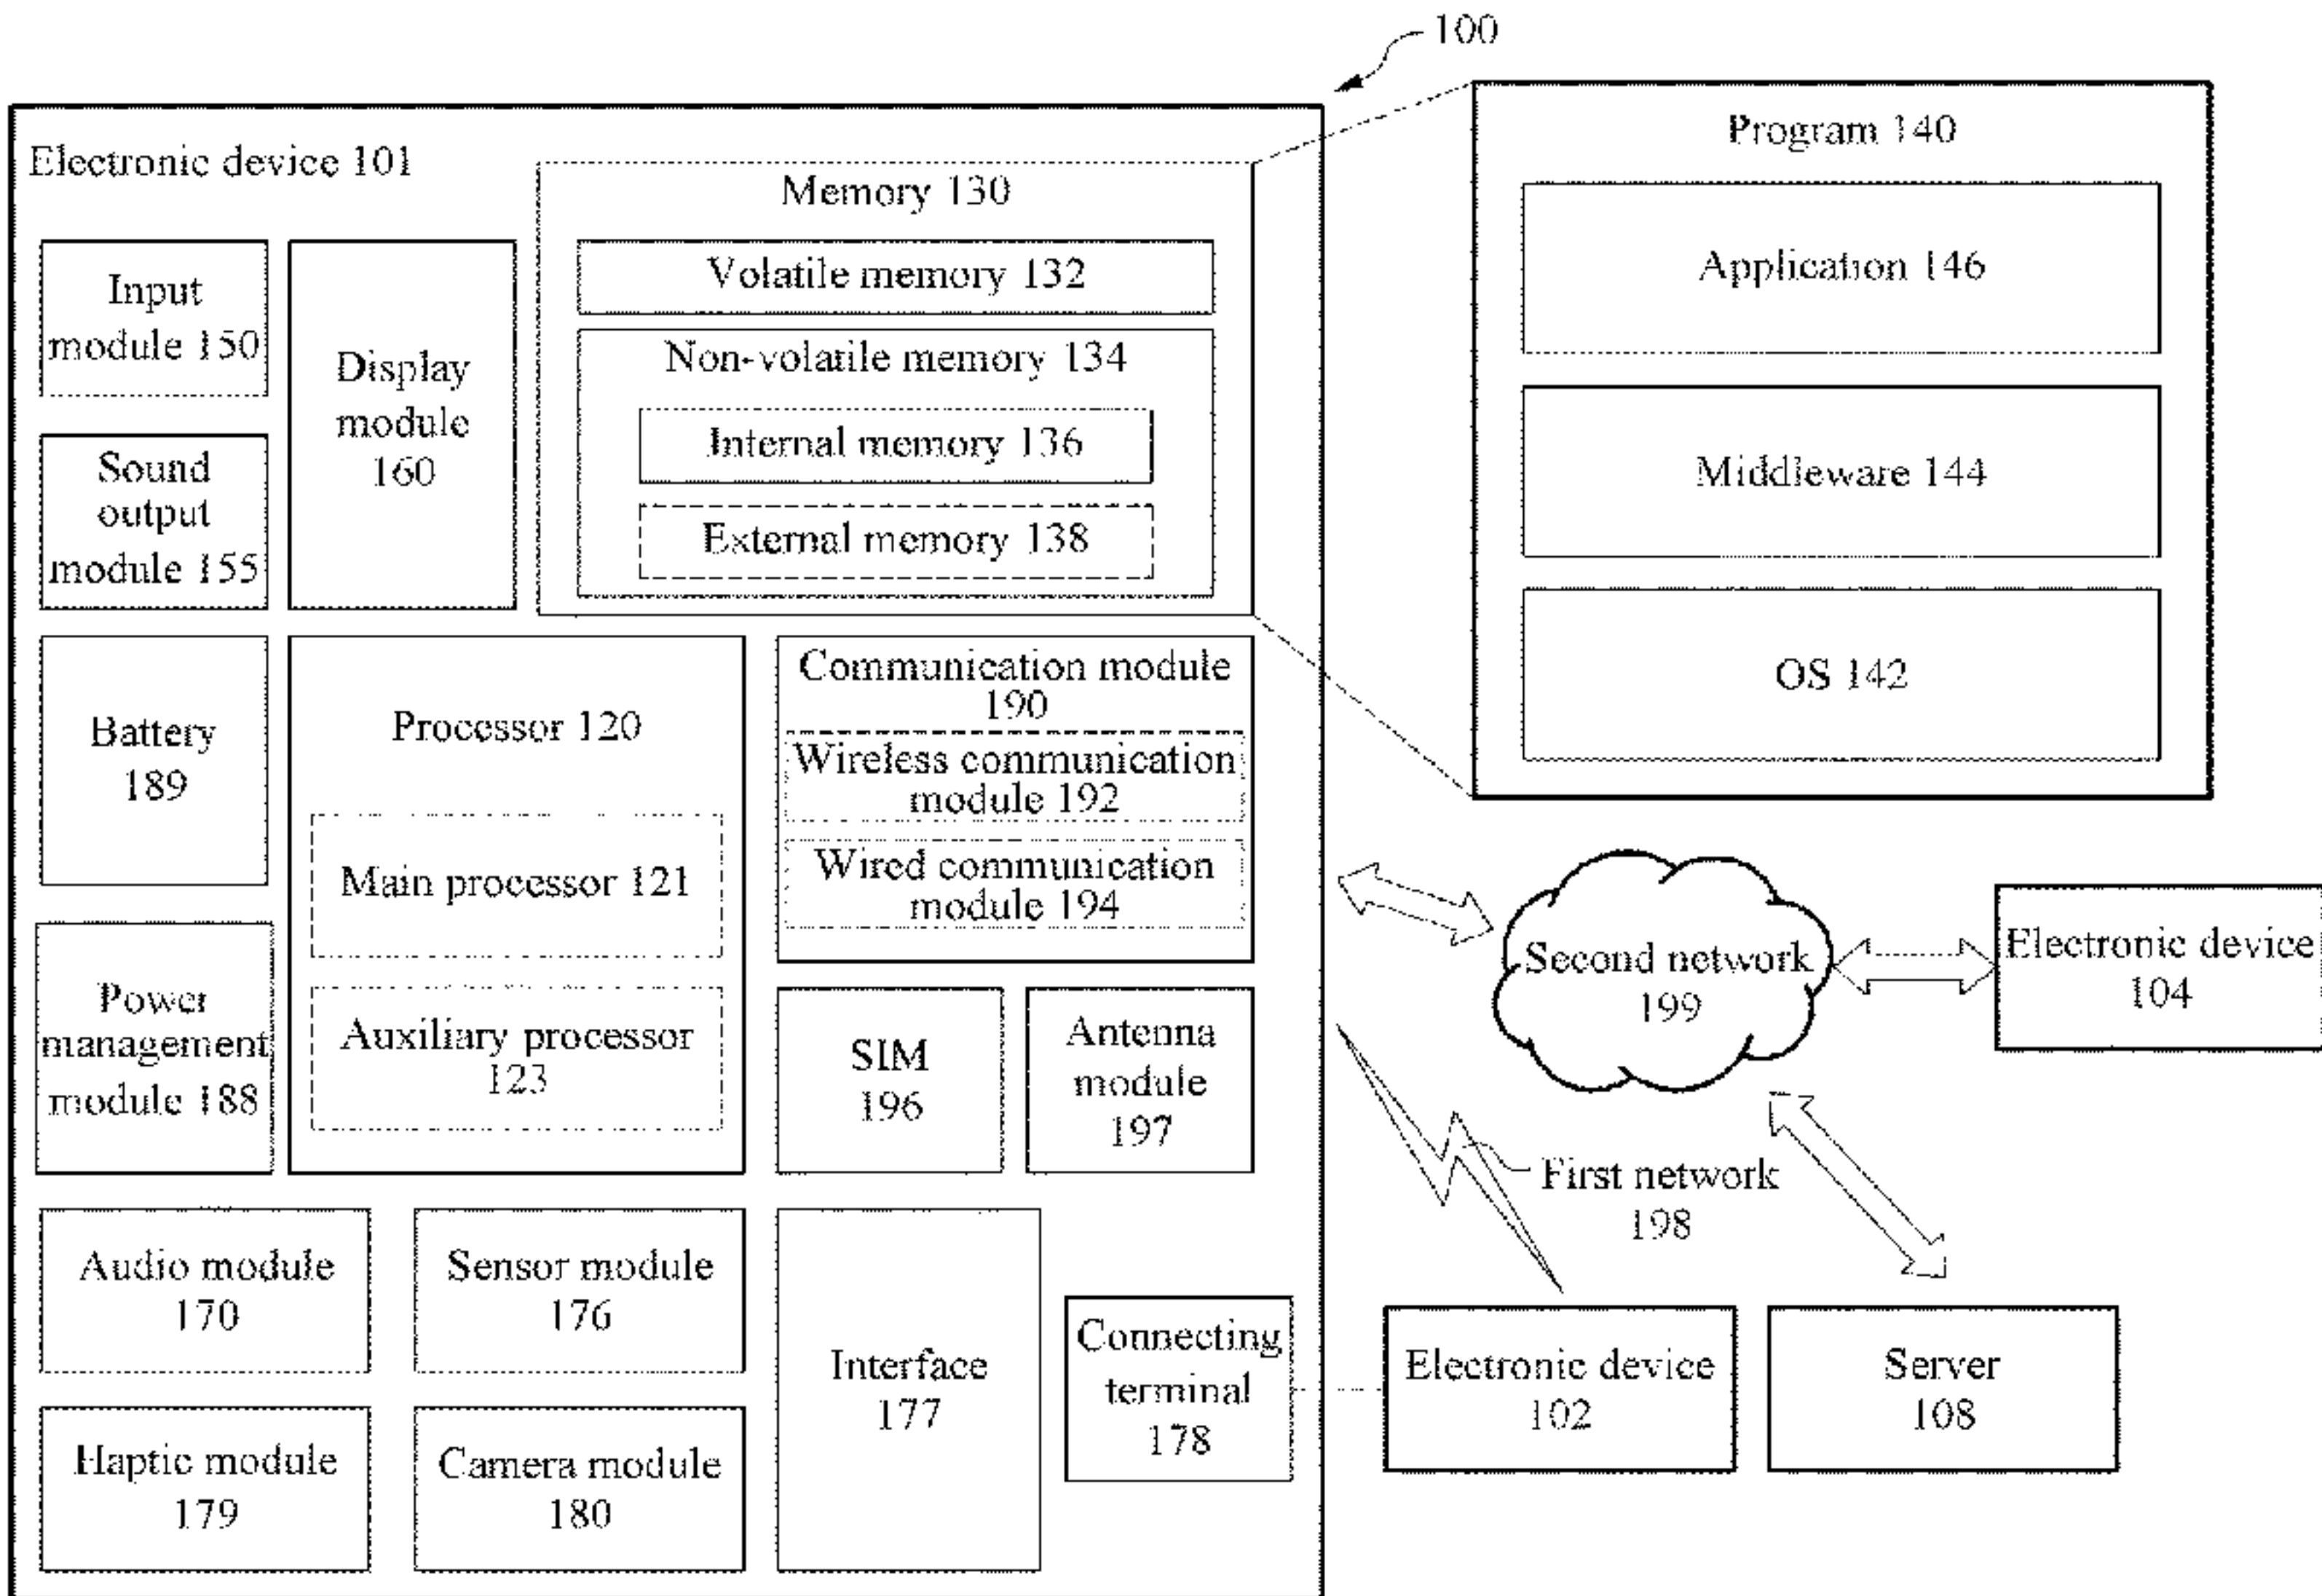 100
Electronic device 101
Input
module 150
Sound
output
module 155
Display
module
160
Memory 130
Volatile memory 132
Non-volatile memory 134
Internal memory 136
External memory 138
Program 140
Application 146
Middleware 144
OS 142
Battery
189
Power
management
module 188
Processor 120
Main processor 121
Auxiliary processor
123
Communication module
190
Wireless communication
module 192
Wired communication
module 194
SIM
196
Antenna
module
197
Second network
199
Electronic device
104
First network
198
Audio module
170
Sensor module
176
Interface
177
Connecting
terminal
178
Electronic device
102
Server
108
Haptic module
179
Camera module
180